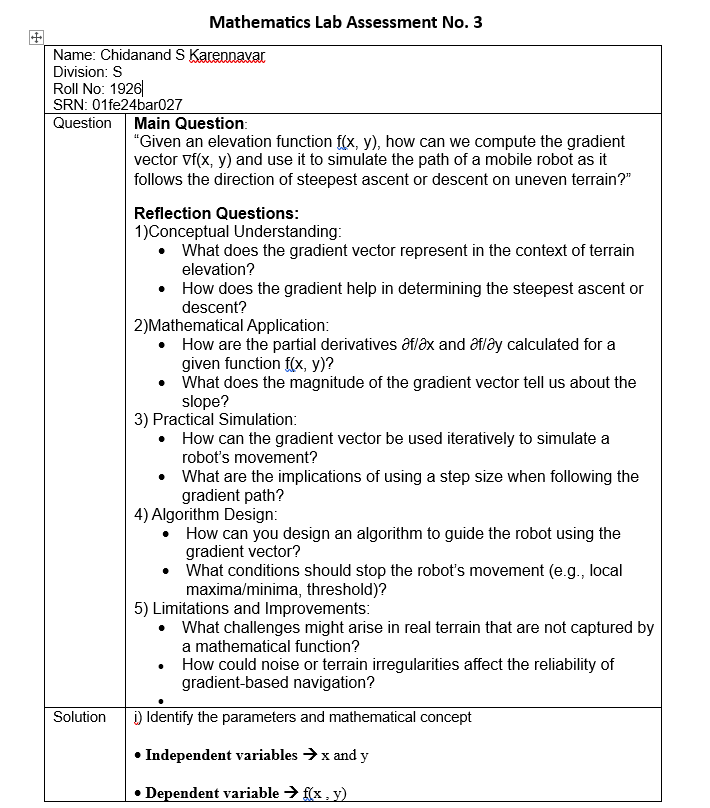 Mathematics Lab Assessment No. 3
Name: Chidanand S Karennavar
Division: S
Roll No: 1926
SRN: 01fe24bar027
Question
Main Question:
“Given an elevation function f(x, y), how can we compute the gradient
vector ∇f(x, y) and use it to simulate the path of a mobile robot as it
follows the direction of steepest ascent or descent on uneven terrain?”
Reflection Questions:
1)Conceptual Understanding:
• What does the gradient vector represent in the context of terrain
elevation?
• How does the gradient help in determining the steepest ascent or
descent?
2)Mathematical Application:
• How are the partial derivatives ∂f/∂x and ∂f/∂y calculated for a
given function f(x, y)?
• What does the magnitude of the gradient vector tell us about the
slope?
3) Practical Simulation:
• How can the gradient vector be used iteratively to simulate a
robot’s movement?
• What are the implications of using a step size when following the
gradient path?
4) Algorithm Design:
• How can you design an algorithm to guide the robot using the
gradient vector?
• What conditions should stop the robot’s movement (e.g., local
maxima/minima, threshold)?
5) Limitations and Improvements:
• What challenges might arise in real terrain that are not captured by
a mathematical function?
• How could noise or terrain irregularities affect the reliability of
gradient-based navigation?
•
Solution
i) Identify the parameters and mathematical concept
• Independent variables → x and y
• Dependent variable → f(x , y)